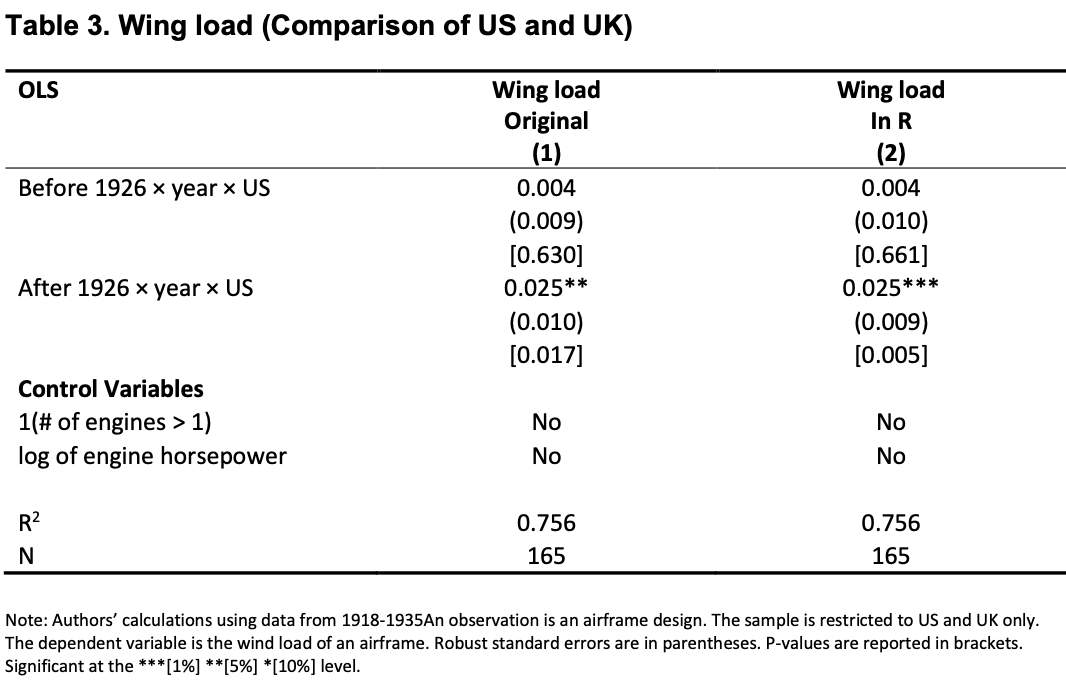 Table 3. Wing load (Comparison of US and UK)
OLS Wing load Wing load
Original In R
(1) (2)
Before 1926 × year × US 0.004 0.004
(0.009) (0.010)
[0.630] [0.661]
After 1926 × year × US 0.025** 0.025***
(0.010) (0.009)
[0.017] [0.005]
Control Variables
1(# of engines > 1) No No
log of engine horsepower No No
R² 0.756 0.756
N 165 165
Note: Authors’ calculations using data from 1918-1935An observation is an airframe design. The sample is restricted to US and UK only.
The dependent variable is the wind load of an airframe. Robust standard errors are in parentheses. P-values are reported in brackets.
Significant at the ***[1%] **[5%] *[10%] level.